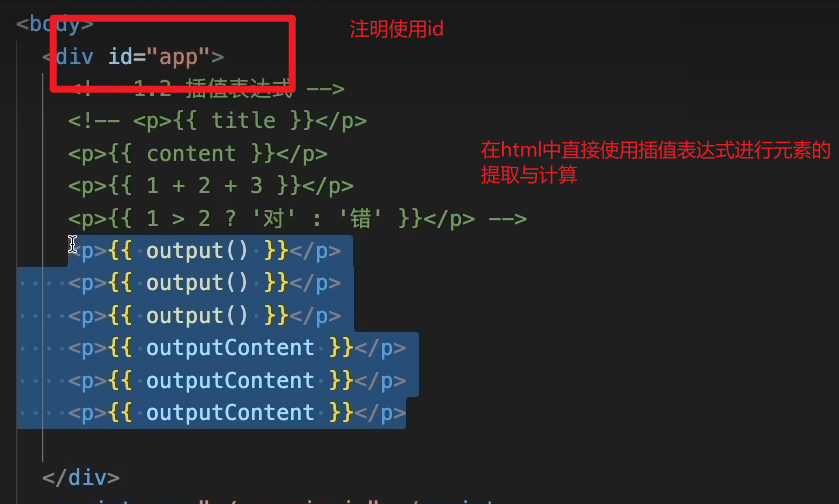 <body>
注明使用id
<div id="app">
<!-- 1.2 插值表达式 -->
<!-- <p>{{ title }}</p>
<p>{{ content }}</p>
在html中直接使用插值表达式进行元素的
提取与计算
<p>{{ 1 + 2 + 3 }}</p>
<p>{{ 1 > 2 ? '对' : '错' }}</p> -->
<p>{{ output() }}</p>
<p>{{ output() }}</p>
<p>{{ output() }}</p>
<p>{{ outputContent }}</p>
<p>{{ outputContent }}</p>
<p>{{ outputContent }}</p>
</div>